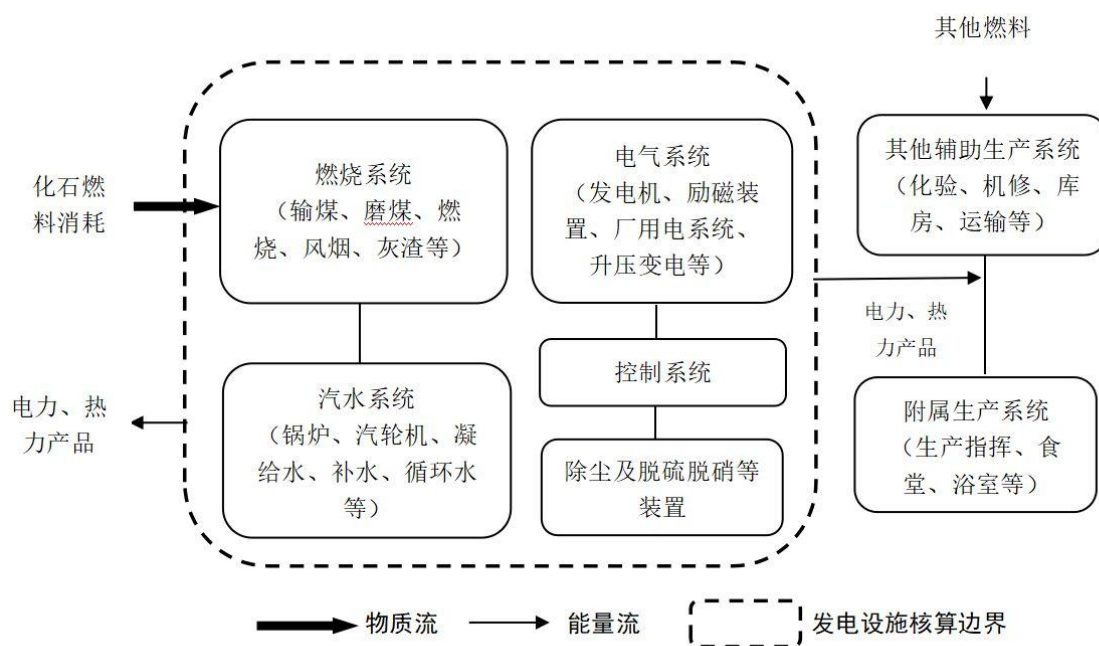 其他燃料
化石燃
料消耗
燃烧系统
（输煤、磨煤、燃
烧、风烟、灰渣等）
电气系统
（发电机、励磁装
置、厂用电系统、
升压变电等）
其他辅助生产系统
（化验、机修、库
房、运输等）
电力、热
力产品
控制系统
电力、热
力产品
汽水系统
（锅炉、汽轮机、凝
给水、补水、循环水
等）
除尘及脱硫脱硝等
装置
附属生产系统
（生产指挥、食
堂、浴室等）
物质流
能量流
发电设施核算边界